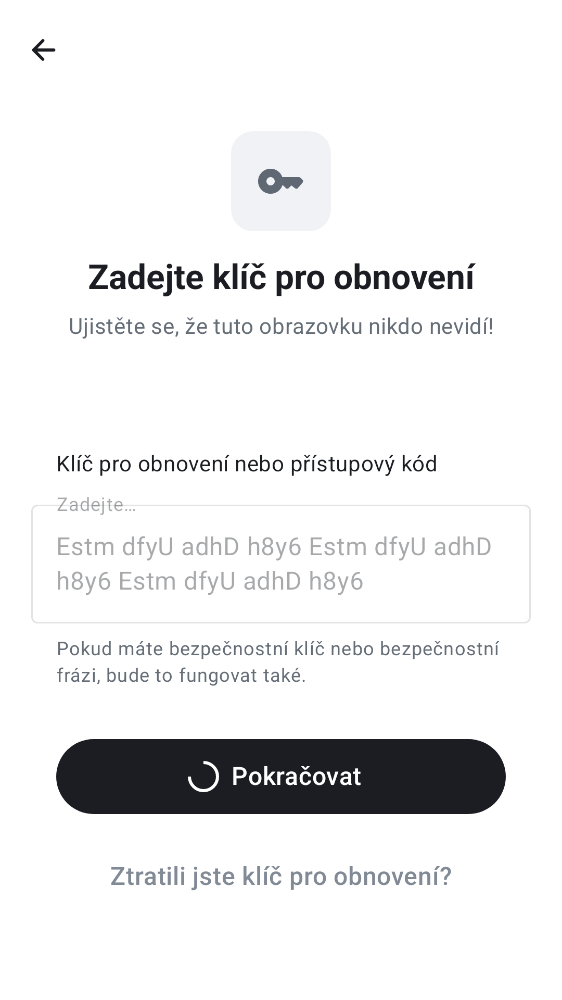 Zadejte klíč pro obnovení
Ujistěte se, že tuto obrazovku nikdo nevidí!
Klíč pro obnovení nebo přístupový kód
Zadejte…
Estm dfyU adhD h8y6 Estm dfyU adhD
h8y6 Estm dfyU adhD h8y6
Pokud máte bezpečnostní klíč nebo bezpečnostní
frázi, bude to fungovat také.
Pokračovat
Ztratili jste klíč pro obnovení?